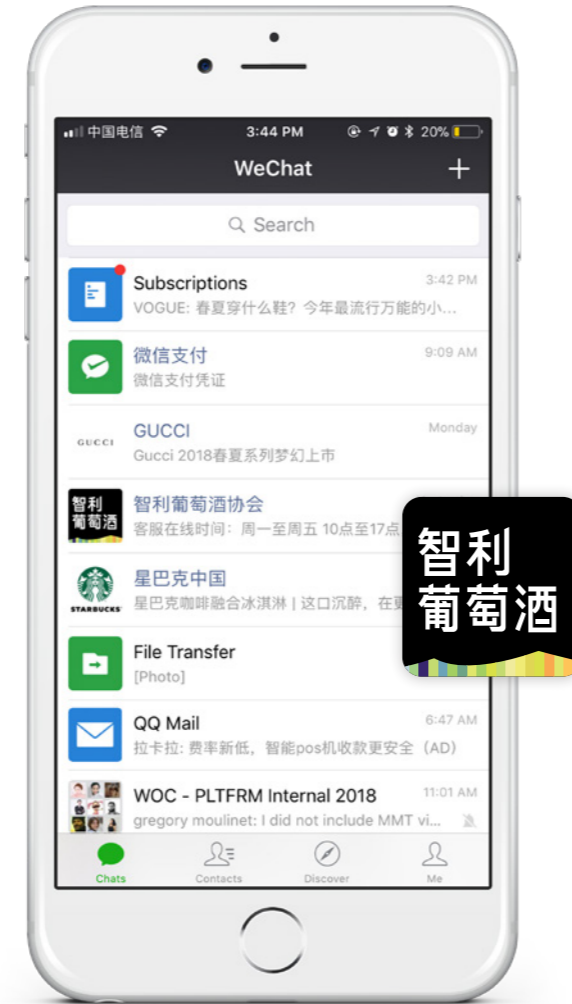 中国电信
3:44 PM
20%
WeChat
Search
Subscriptions
3:42 PM
VOGUE: 春夏穿什么鞋？今年最流行万能的小...
微信支付
9:09 AM
微信支付凭证
GUCCI
GUCCI
Monday
Gucci 2018春夏系列梦幻上市
智利
葡萄酒
智利葡萄酒协会
客服在线时间：周一至周五 10点至17点
智利
葡萄酒
STARBUCKS
星巴克中国
星巴克咖啡融合冰淇淋 | 这口沉醉，在
File Transfer
[Photo]
QQ Mail
6:47 AM
拉卡拉: 费率新低，智能pos机收款更安全（AD）
WOC - PLTFRM Internal 2018
11:01 AM
gregory moulinet: I did not include MMT vi...
Chats
Contacts
Discover
Me